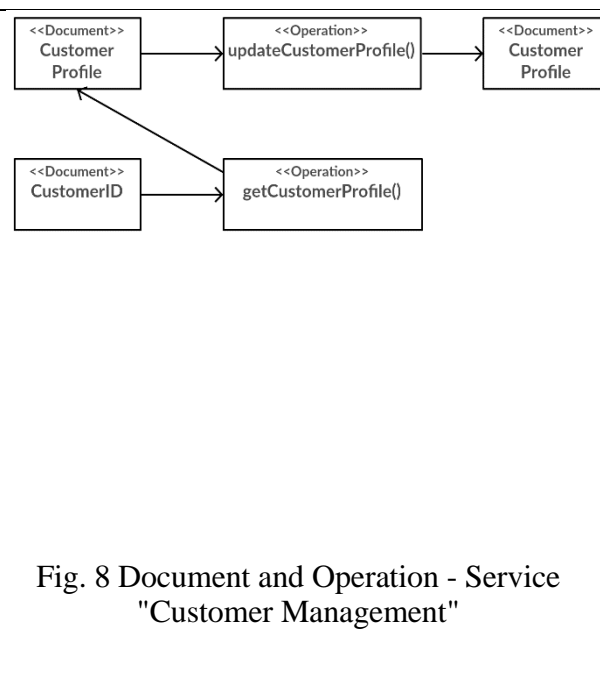 <<Document>>
Customer
Profile
<<Operation>>
updateCustomerProfile()
<<Document>>
Customer
Profile
<<Document>>
CustomerID
<<Operation>>
getCustomerProfile()
Fig. 8 Document and Operation - Service
"Customer Management"